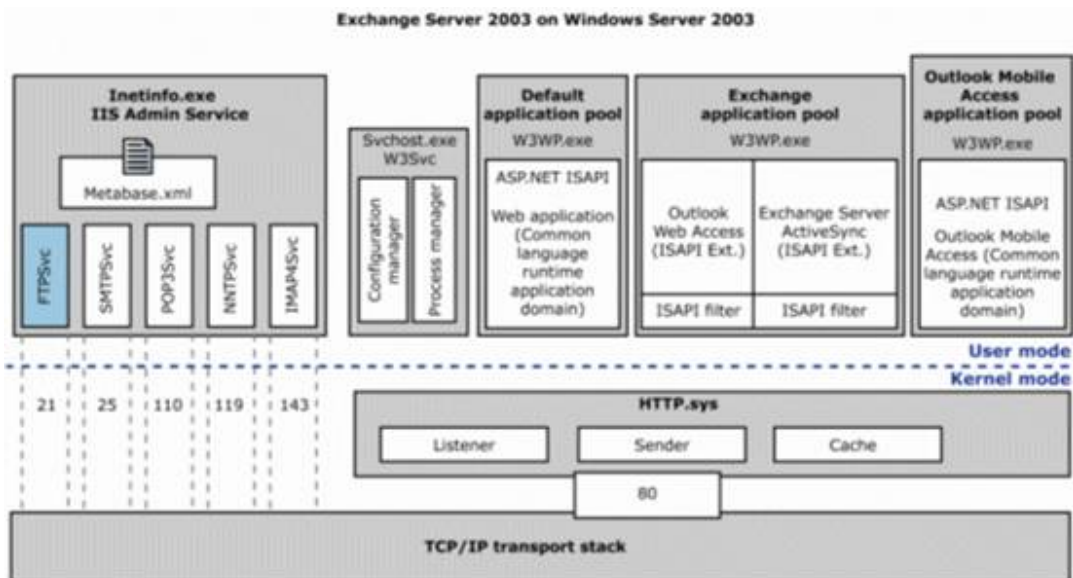 Exchange Server 2003 on Windows Server 2003
Inetinfo.exe
IIS Admin Service
Metabase.xml
FTPSvc
SMTPSvc
POP3Svc
NNTPSvc
IMAP4Svc
Svchost.exe
W3Svc
Configuration
manager
Process manager
Default
application pool
W3WP.exe
ASP.NET ISAPI
Web application
(Common
language
runtime
application
domain)
Exchange
application pool
W3WP.exe
Outlook
Web Access
(ISAPI Ext.)
ISAPI filter
Exchange Server
ActiveSync
(ISAPI Ext.)
ISAPI filter
Outlook Mobile
Access
application pool
W3WP.exe
ASP.NET ISAPI
Outlook Mobile
Access (Common
language runtime
application
domain)
User mode
Kernel mode
21
25
110
119
143
HTTP.sys
Listener
Sender
Cache
80
TCP/IP transport stack